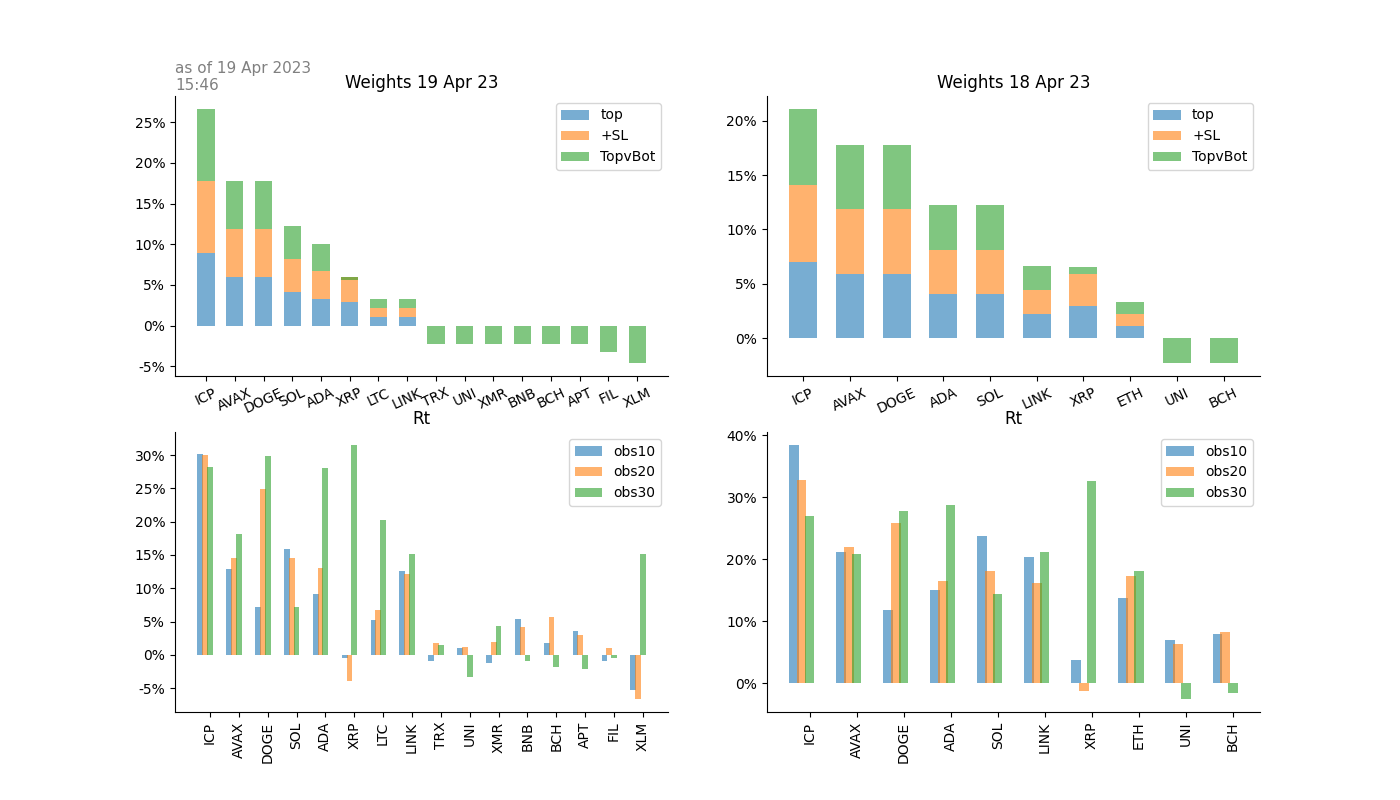 as of 19 Apr 2023
15:46
Weights 19 Apr 23
25%
20%
15%
10%
5%
0%
-5%
top
+SL
TopvBot
ICP AVAX DOGE SOL ADA XRP LTC LINK TRX UNI XMR BNB BCH APT FIL XLM
Weights 18 Apr 23
20%
15%
10%
5%
0%
top
+SL
TopvBot
ICP AVAX DOGE ADA SOL LINK XRP ETH UNI BCH
Rt
30%
25%
20%
15%
10%
5%
0%
-5%
obs10
obs20
obs30
ICP AVAX DOGE SOL ADA XRP LTC LINK TRX UNI XMR BNB BCH APT FIL XLM
Rt
40%
30%
20%
10%
0%
obs10
obs20
obs30
ICP AVAX DOGE ADA SOL LINK XRP ETH UNI BCH